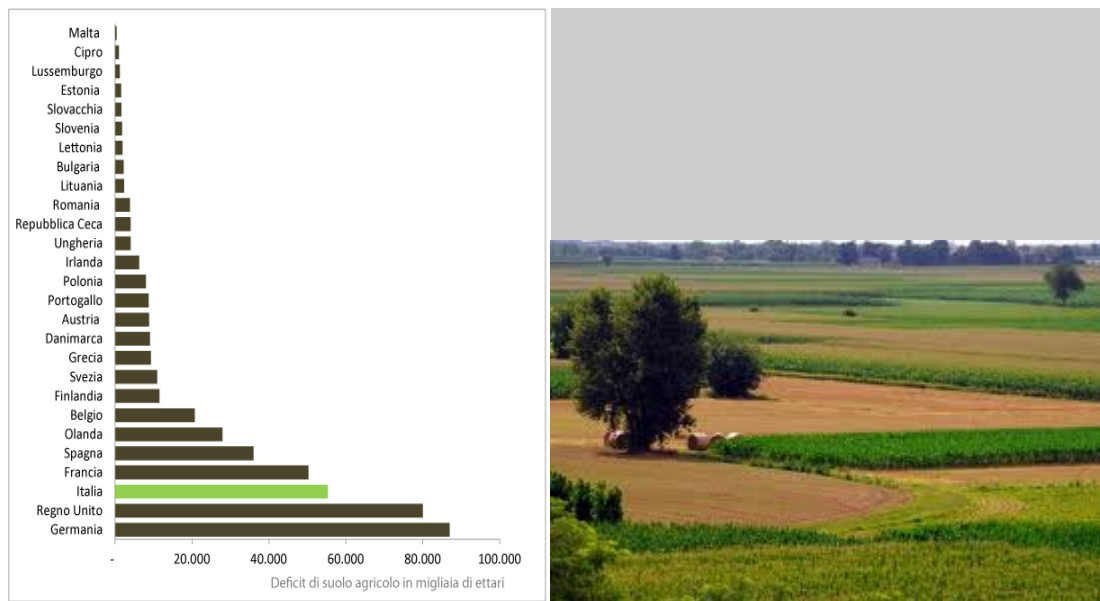 Malta
Cipro
Lussemburgo
Estonia
Slovacchia
Slovenia
Lettonia
Bulgaria
Lituania
Romania
Repubblica Ceca
Ungheria
Irlanda
Polonia
Portogallo
Austria
Danimarca
Grecia
Svezia
Finlandia
Belgio
Olanda
Spagna
Francia
Italia
Regno Unito
Germania
- 20.000 40.000 60.000 80.000 100.000
Deficit di suolo agricolo in migliaia di ettari